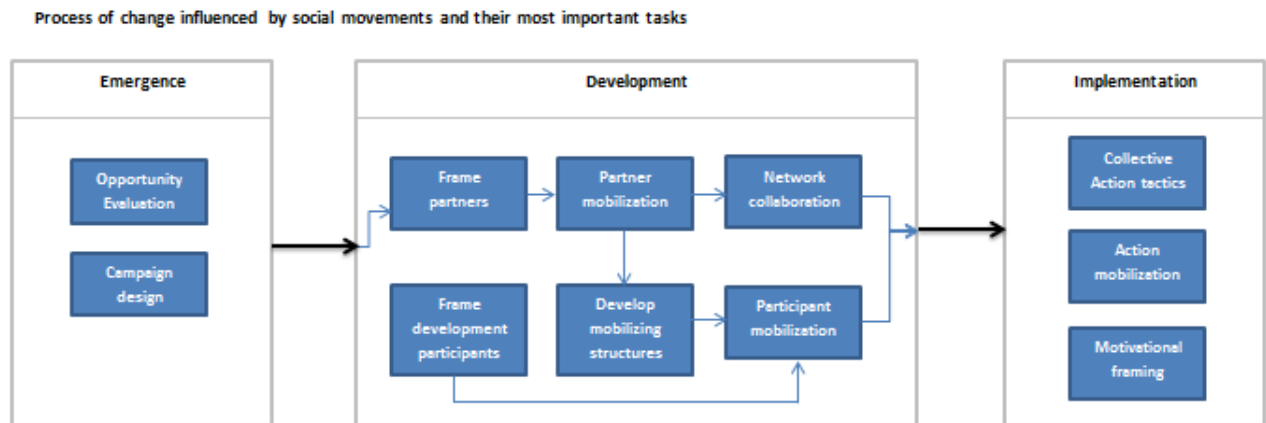 Process of change influenced by social movements and their most important tasks
Emergence
Opportunity
Evaluation
Campaign
design
Development
Frame
partners
Partner
mobilization
Network
collaboration
Frame
development
participants
Develop
mobilizing
structures
Participant
mobilization
Implementation
Collective
Action tactics
Action
mobilization
Motivational
framing